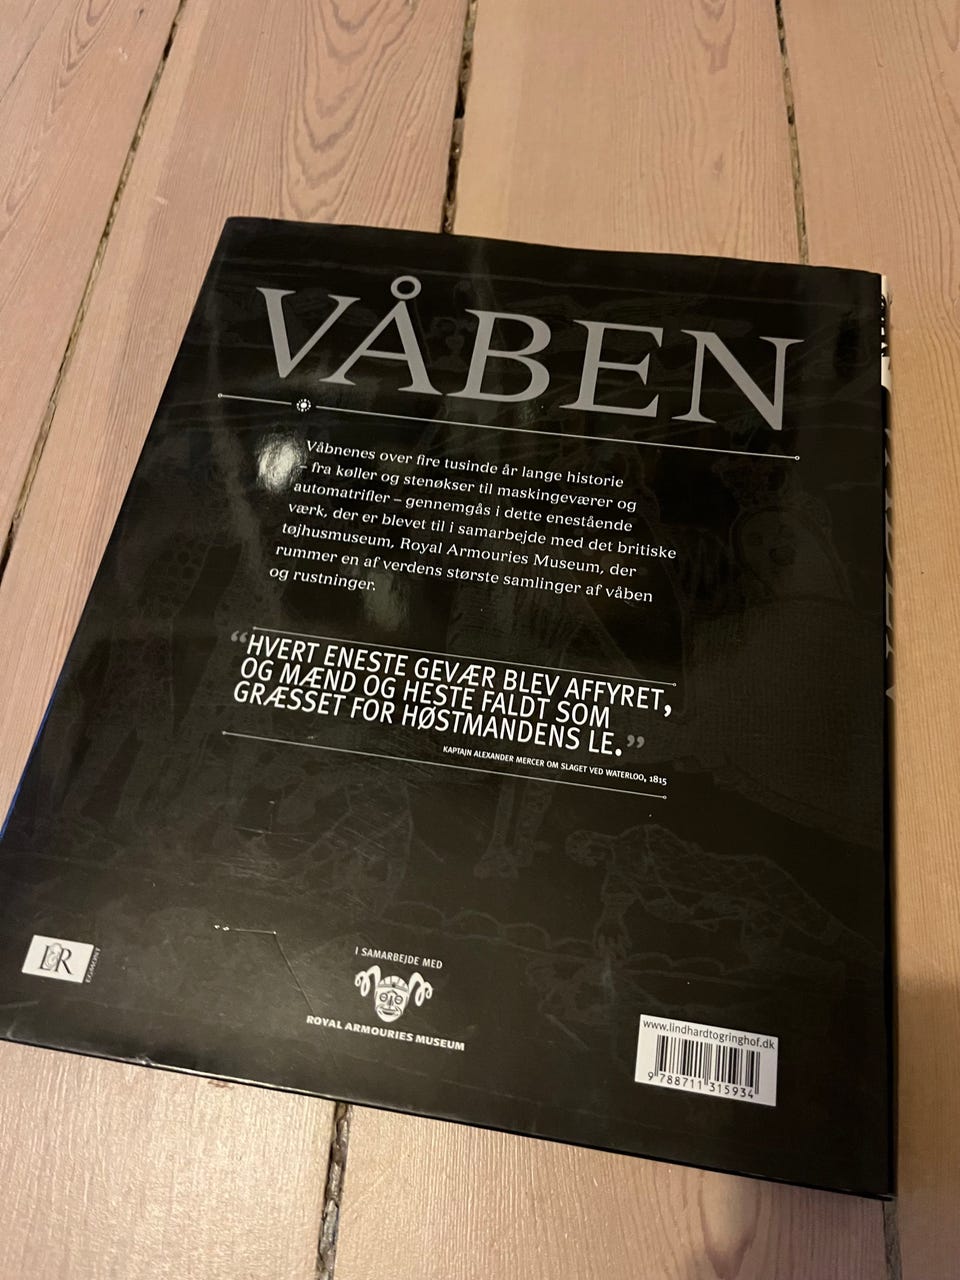 VÅBEN
Våbnenes over fire tusinde år lange historie
– fra køller og stenøkser til maskingeværer og
automatrifler – gennemgås i dette enestående
værk, der er blevet til i samarbejde med det britiske
tøjhusmuseum, Royal Armouries Museum, der
rummer en af verdens største samlinger af våben
og rustninger.
“HVERT ENESTE GEVÆR BLEV AFFYRET,
OG MÆND OG HESTE FALDT SOM
GRÆSSET FOR HØSTMANDENS LE.”
KAPTAJN ALEXANDER MERCER OM SLAGET VED WATERLOO, 1815
L&R
EGMONT
I SAMARBEJDE MED
ROYAL ARMOURIES MUSEUM
www.lindhardtogringhof.dk
9 788711 315934